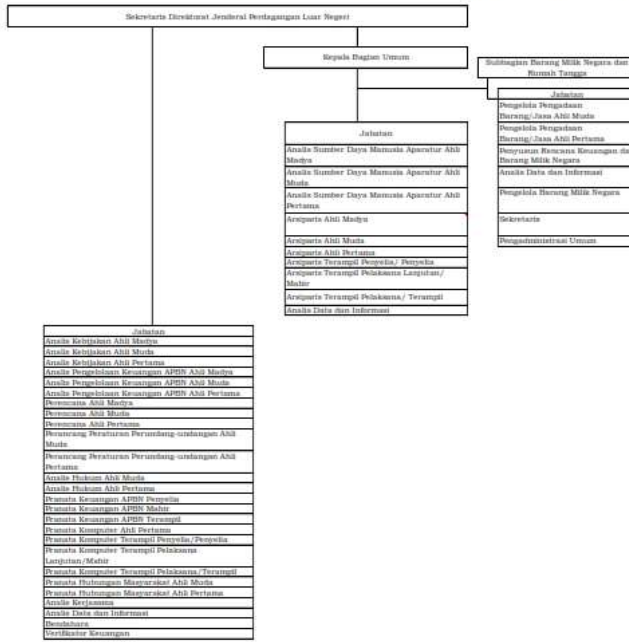 Sekretaris Direktorat Jenderal Perdagangan Luar Negeri
Kepala Bagian Umum
Subbagian Barang Milik Negara dan
Rumah Tangga
Jabatan
Pengelola Pengadaan
Barang/Jasa Ahli Muda
Pengelola Pengadaan
Barang/Jasa Ahli Pertama
Penyusun Rencana Keuangan da
Barang Milik Negara
Analis Data dan Informasi
Pengelola Barang Milik Negara
Sekretaris
Pengadministrasi Umum
Jabatan
Analis Sumber Daya Manusia Aparatur Ahli
Madya
Analis Sumber Daya Manusia Aparatur Ahli
Muda
Analis Sumber Daya Manusia Aparatur Ahli
Pertama
Arsiparis Ahli Madya
Arsiparis Ahli Muda
Arsiparis Ahli Pertama
Arsiparis Terampil Penyelia/ Penyelia
Arsiparis Terampil Pelaksana Lanjutan/
Mahir
Arsiparis Terampil Pelaksana/ Terampil
Analis Data dan Informasi
Jabatan
Analis Kebijakan Ahli Madya
Analis Kebijakan Ahli Muda
Analis Kebijakan Ahli Pertama
Analis Pengelolaan Keuangan APBN Ahli Madya
Analis Pengelolaan Keuangan APBN Ahli Muda
Analis Pengelolaan Keuangan APBN Ahli Pertama
Perencana Ahli Madya
Perencana Ahli Muda
Perencana Ahli Pertama
Perancang Peraturan Perundang-undangan Ahli
Muda
Perancang Peraturan Perundang-undangan Ahli
Pertama
Analis Hukum Ahli Muda
Analis Hukum Ahli Pertama
Pranata Keuangan APBN Penyelia
Pranata Keuangan APBN Mahir
Pranata Keuangan APBN Terampil
Pranata Komputer Ahli Pertama
Pranata Komputer Terampil Penyelia/Penyelia
Pranata Komputer Terampil Pelaksana
Lanjutan/Mahir
Pranata Komputer Terampil Pelaksana/Terampil
Pranata Hubungan Masyarakat Ahli Muda
Pranata Hubungan Masyarakat Ahli Pertama
Analis Kerjasama
Analis Data dan Informasi
Bendahara
Verifikator Keuangan